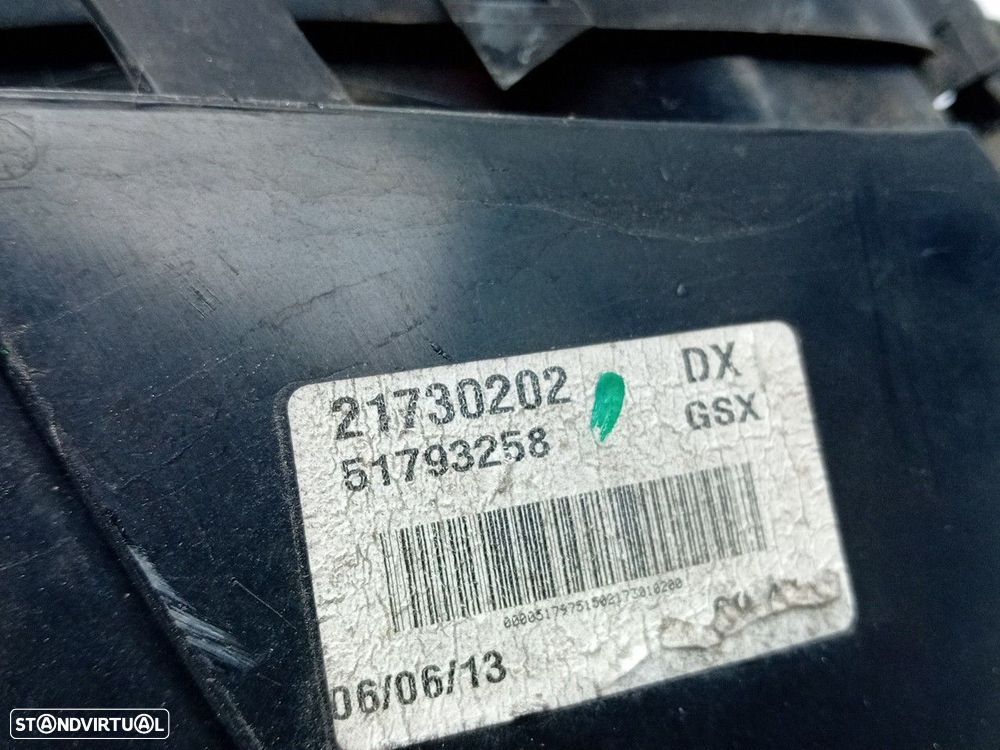 21730202
DX
51793258
GSX
06/06/13
STANDVIRTUAL